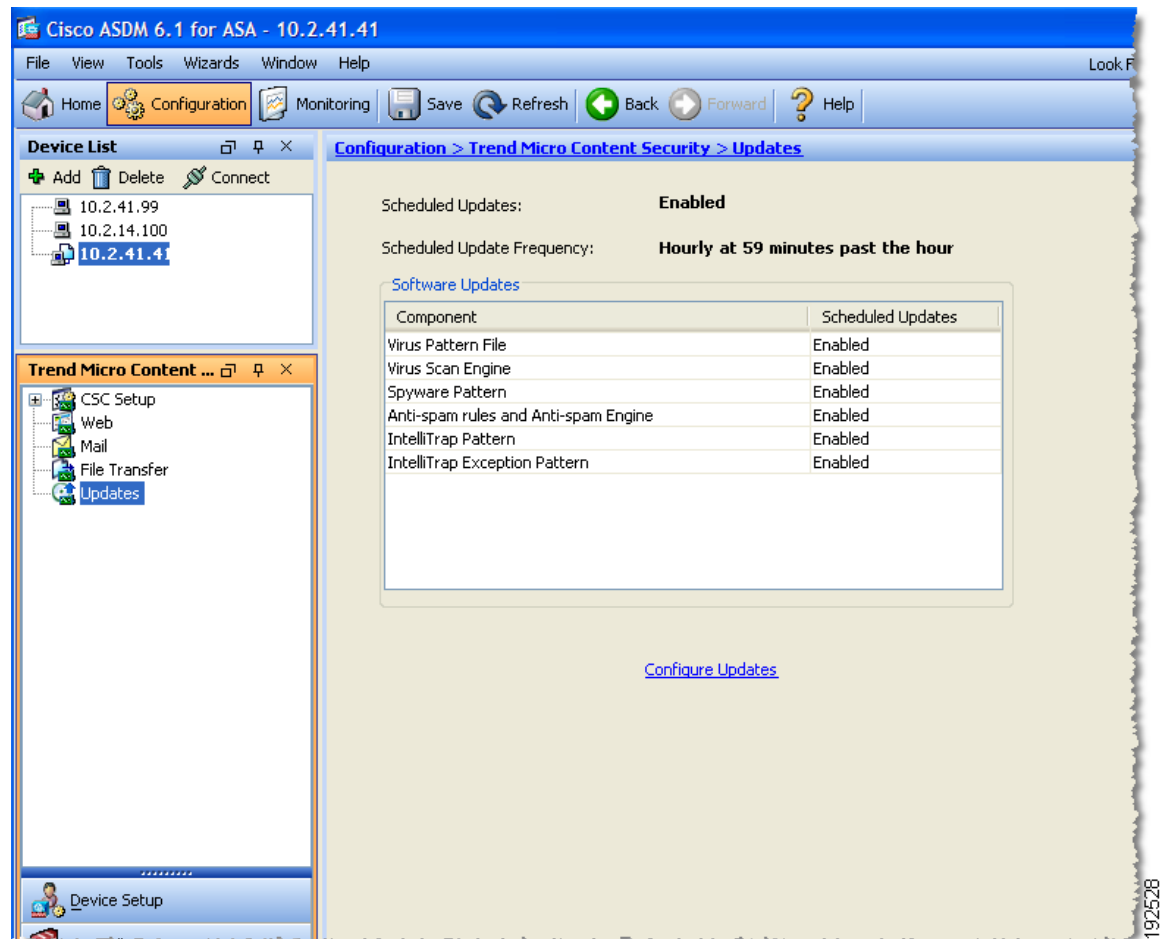 Cisco ASDM 6.1 for ASA - 10.2.41.41
File View Tools Wizards Window Help Look F
Home Configuration Monitoring Save Refresh Back Forward Help
Device List
Add Delete Connect
10.2.41.99
10.2.14.100
10.2.41.41
Trend Micro Content ...
CSC Setup
Web
Mail
File Transfer
Updates
Device Setup
Configuration > Trend Micro Content Security > Updates
Scheduled Updates: Enabled
Scheduled Update Frequency: Hourly at 59 minutes past the hour
Software Updates
Component Scheduled Updates
Virus Pattern File Enabled
Virus Scan Engine Enabled
Spyware Pattern Enabled
Anti-spam rules and Anti-spam Engine Enabled
IntelliTrap Pattern Enabled
IntelliTrap Exception Pattern Enabled
Configure Updates
192528